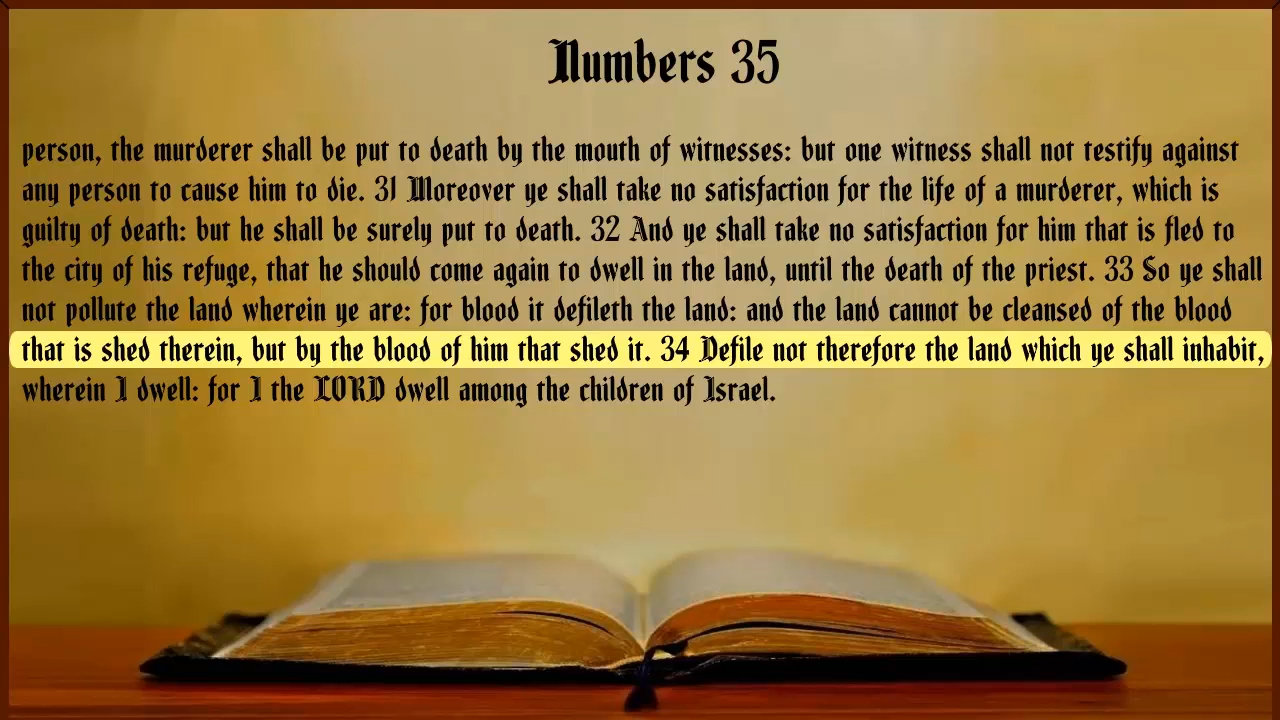 Numbers 35
person, the murderer shall be put to death by the mouth of witnesses: but one witness shall not testify against
any person to cause him to die. 31 Moreover ye shall take no satisfaction for the life of a murderer, which is
guilty of death: but he shall be surely put to death. 32 And ye shall take no satisfaction for him that is fled to
the city of his refuge, that he should come again to dwell in the land, until the death of the priest. 33 So ye shall
not pollute the land wherein ye are: for blood it defileth the land: and the land cannot be cleansed of the blood
that is shed therein, but by the blood of him that shed it. 34 Defile not therefore the land which ye shall inhabit,
wherein I dwell: for I the LORD dwell among the children of Israel.